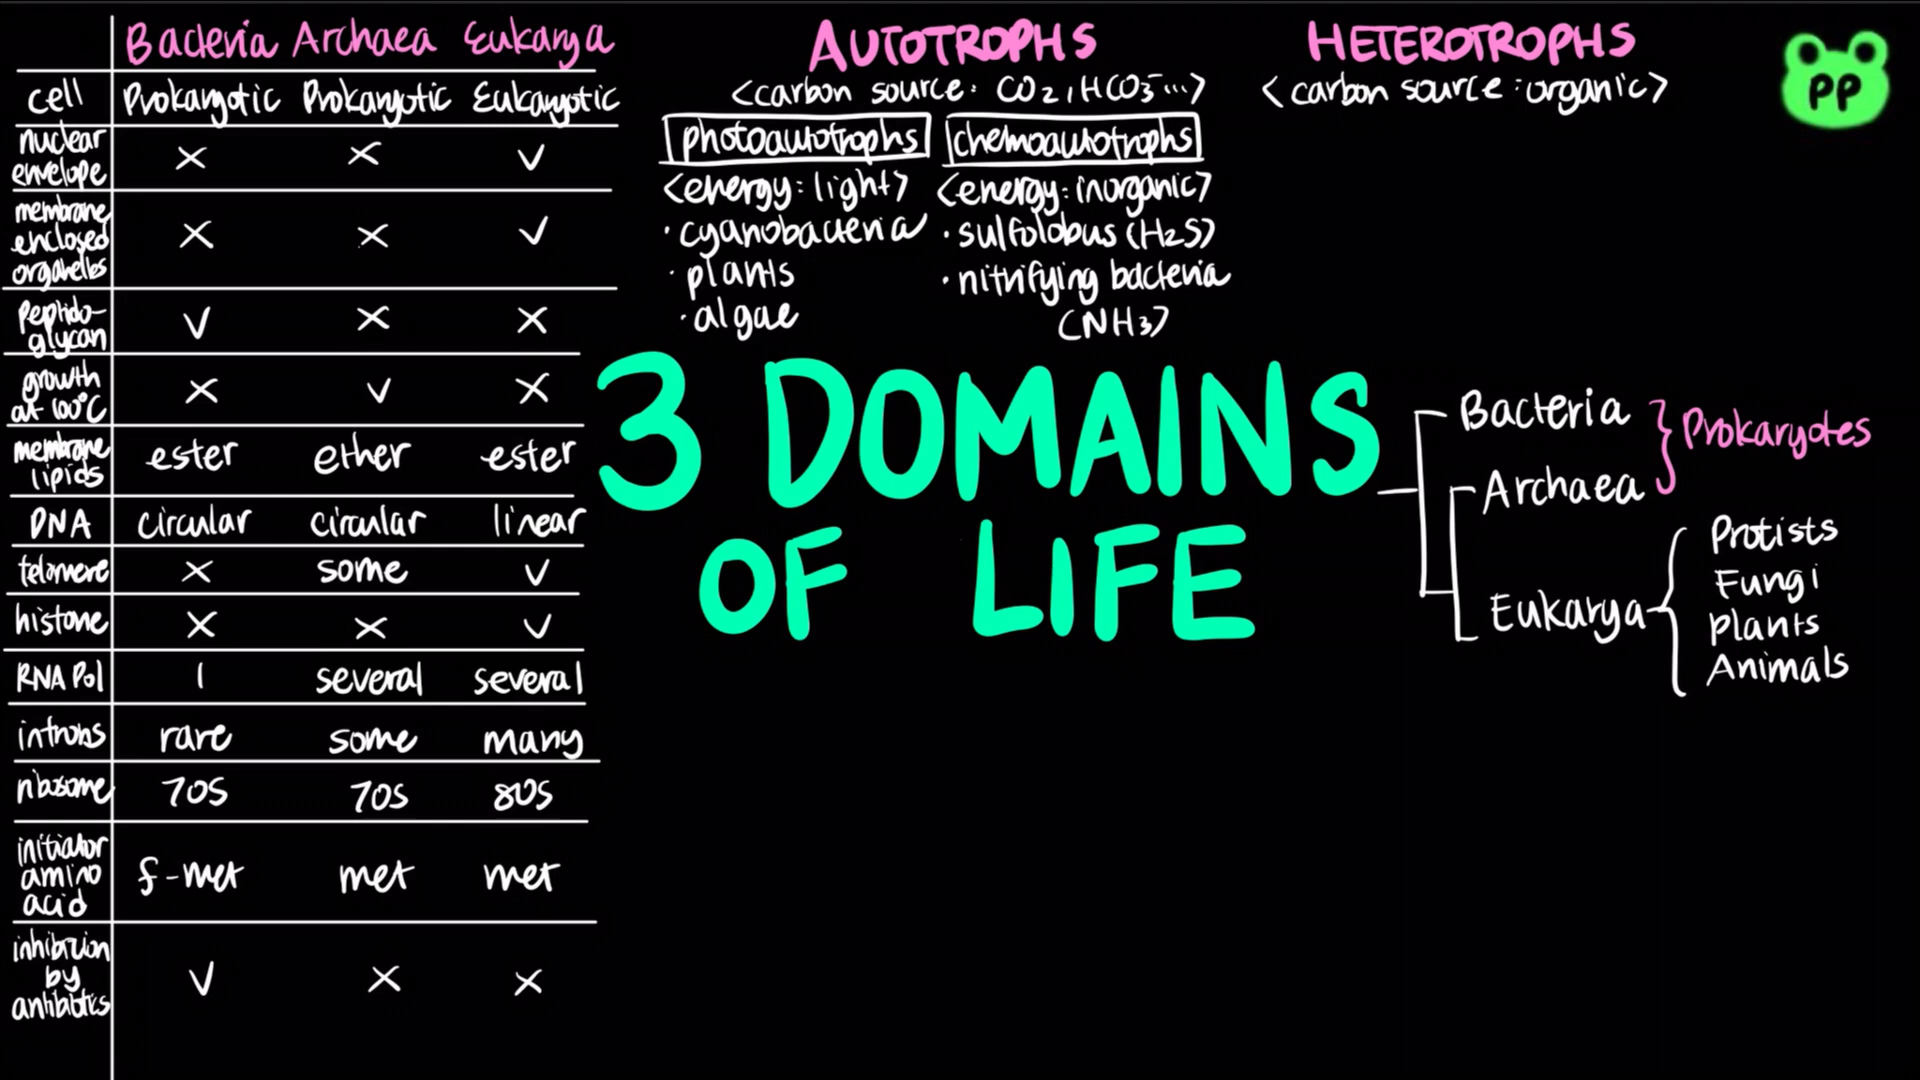 Bacteria Archaea Eukarya
cell Prokaryotic Prokaryotic Eukaryotic
nuclear
envelope X X V
membrane
enclosed X X V
organelles
peptido-
glycan V X X
growth
at 100°C X V X
membrane
lipids ester ether ester
DNA circular circular linear
telomere X some V
histone X X V
RNA Pol 1 several several
introns rare some many
ribosome 70S 70S 80S
initiator
amino f-met met met
acid
inhibition
by V X X
antibiotics
AUTOTROPHS
<carbon source: CO2, HCO3- ...>
photoautotrophs
<energy: light>
· cyanobacteria
· plants
· algae
chemoautotrophs
<energy: inorganic>
· sulfolobus (H2S)
· nitrifying bacteria
(NH3)
HETEROTROPHS
<carbon source: organic>
PP
3 DOMAINS
OF LIFE
Bacteria
Archaea
Prokaryotes
Eukarya
Protists
Fungi
Plants
Animals